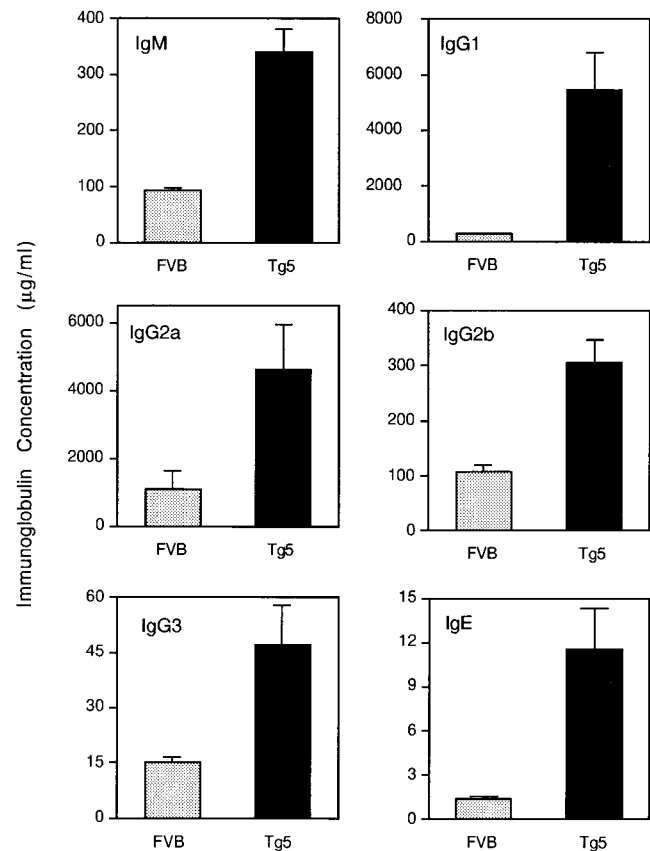 Immunoglobulin Concentration (µg/ml)
IgM
400
300
200
100
0
FVB Tg5
IgG1
8000
6000
4000
2000
0
FVB Tg5
IgG2a
6000
4000
2000
0
FVB Tg5
IgG2b
400
300
200
100
0
FVB Tg5
IgG3
60
45
30
15
0
FVB Tg5
IgE
15
12
9
6
3
0
FVB Tg5